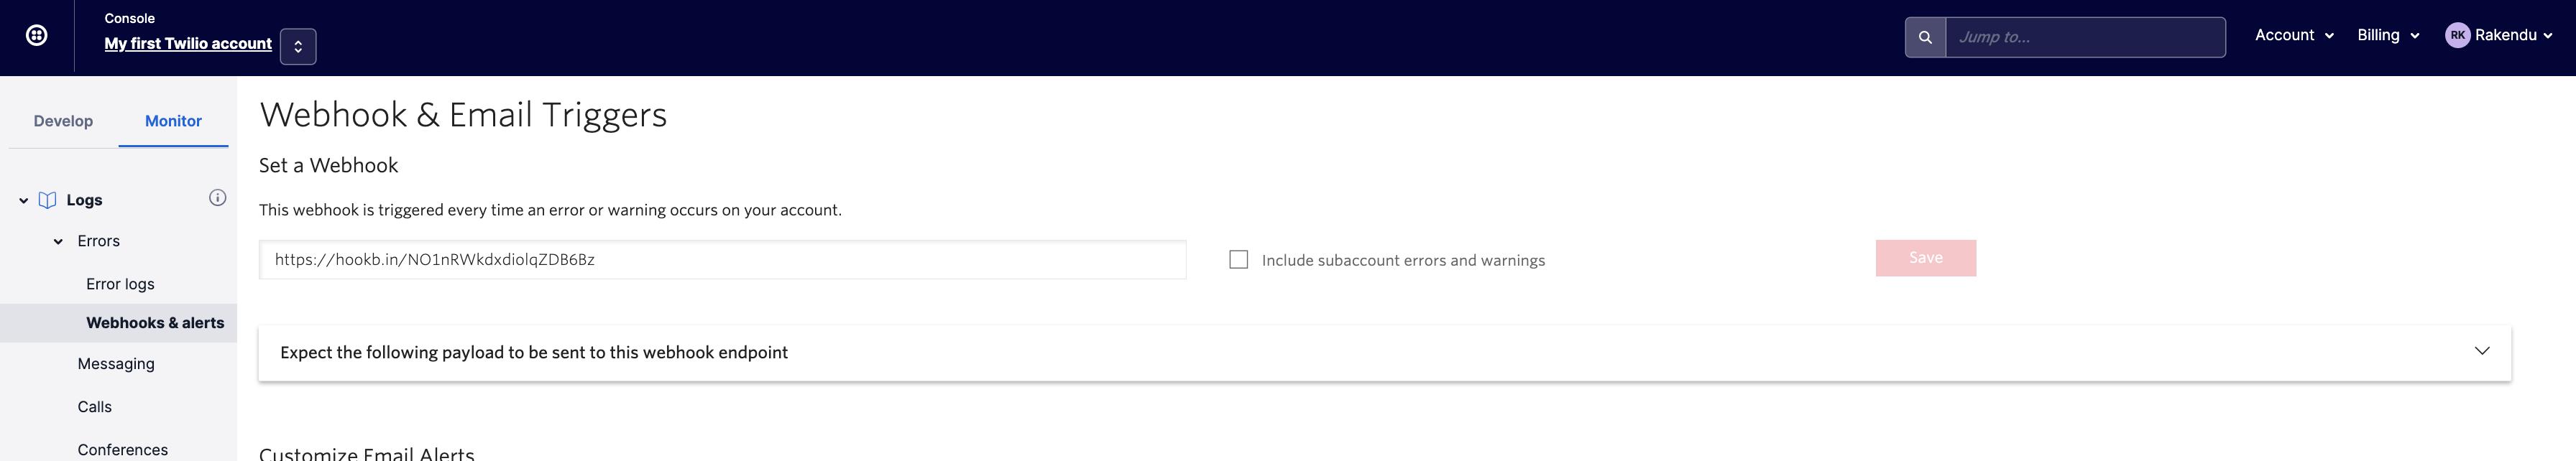 Console
My first Twilio account
Jump to...
Account
Billing
RK
Rakendu
Develop
Monitor
Logs
Errors
Error logs
Webhooks & alerts
Messaging
Calls
Conferences
Webhook & Email Triggers
Set a Webhook
This webhook is triggered every time an error or warning occurs on your account.
https://hookb.in/NO1nRWkdxdiolqZDB6Bz
Include subaccount errors and warnings
Save
Expect the following payload to be sent to this webhook endpoint
Customize Email Alerts